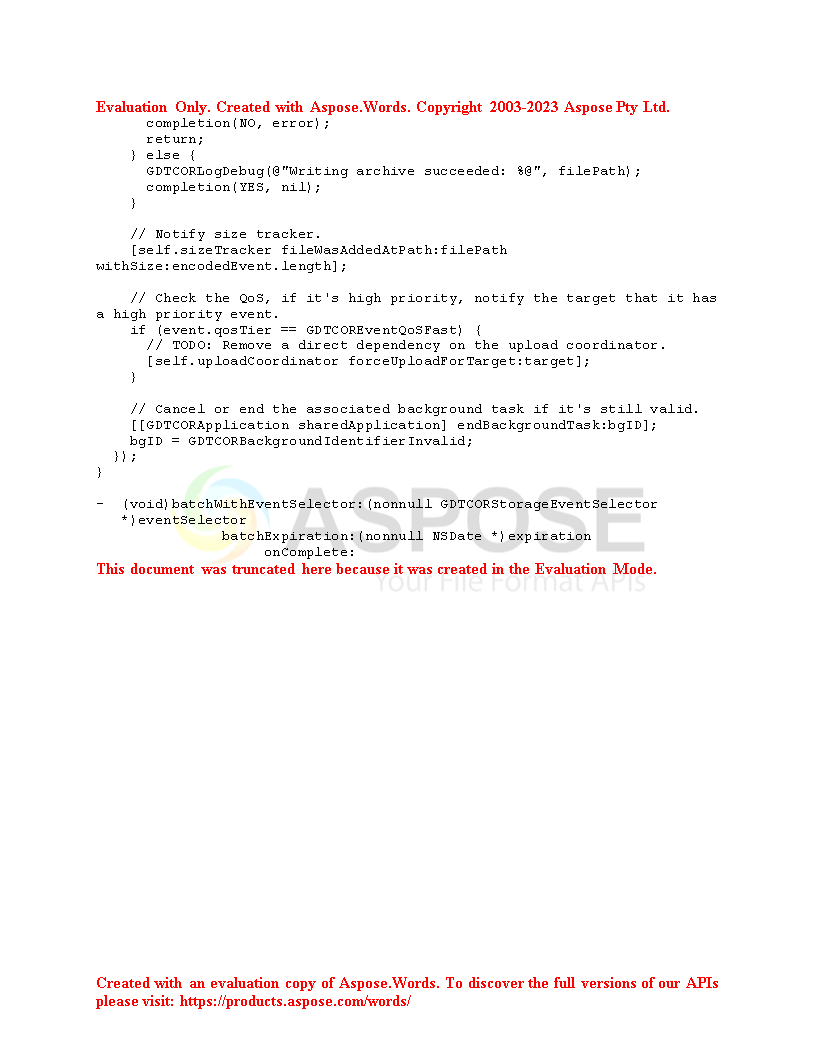 Evaluation Only. Created with Aspose.Words. Copyright 2003-2023 Aspose Pty Ltd.
      completion(NO, error);
      return;
    } else {
      GDTCORLogDebug(@"Writing archive succeeded: %@", filePath);
      completion(YES, nil);
    }

    // Notify size tracker.
    [self.sizeTracker fileWasAddedAtPath:filePath
withSize:encodedEvent.length];

    // Check the QoS, if it's high priority, notify the target that it has
a high priority event.
    if (event.qosTier == GDTCOREventQoSFast) {
      // TODO: Remove a direct dependency on the upload coordinator.
      [self.uploadCoordinator forceUploadForTarget:target];
    }

    // Cancel or end the associated background task if it's still valid.
    [[GDTCORApplication sharedApplication] endBackgroundTask:bgID];
    bgID = GDTCORBackgroundIdentifierInvalid;
  });
}

- (void)batchWithEventSelector:(nonnull GDTCORStorageEventSelector
*)eventSelector
batchExpiration:(nonnull NSDate *)expiration
onComplete:
ASPOSE
Your File Format APIs
This document was truncated here because it was created in the Evaluation Mode.
Created with an evaluation copy of Aspose.Words. To discover the full versions of our APIs
please visit: https://products.aspose.com/words/